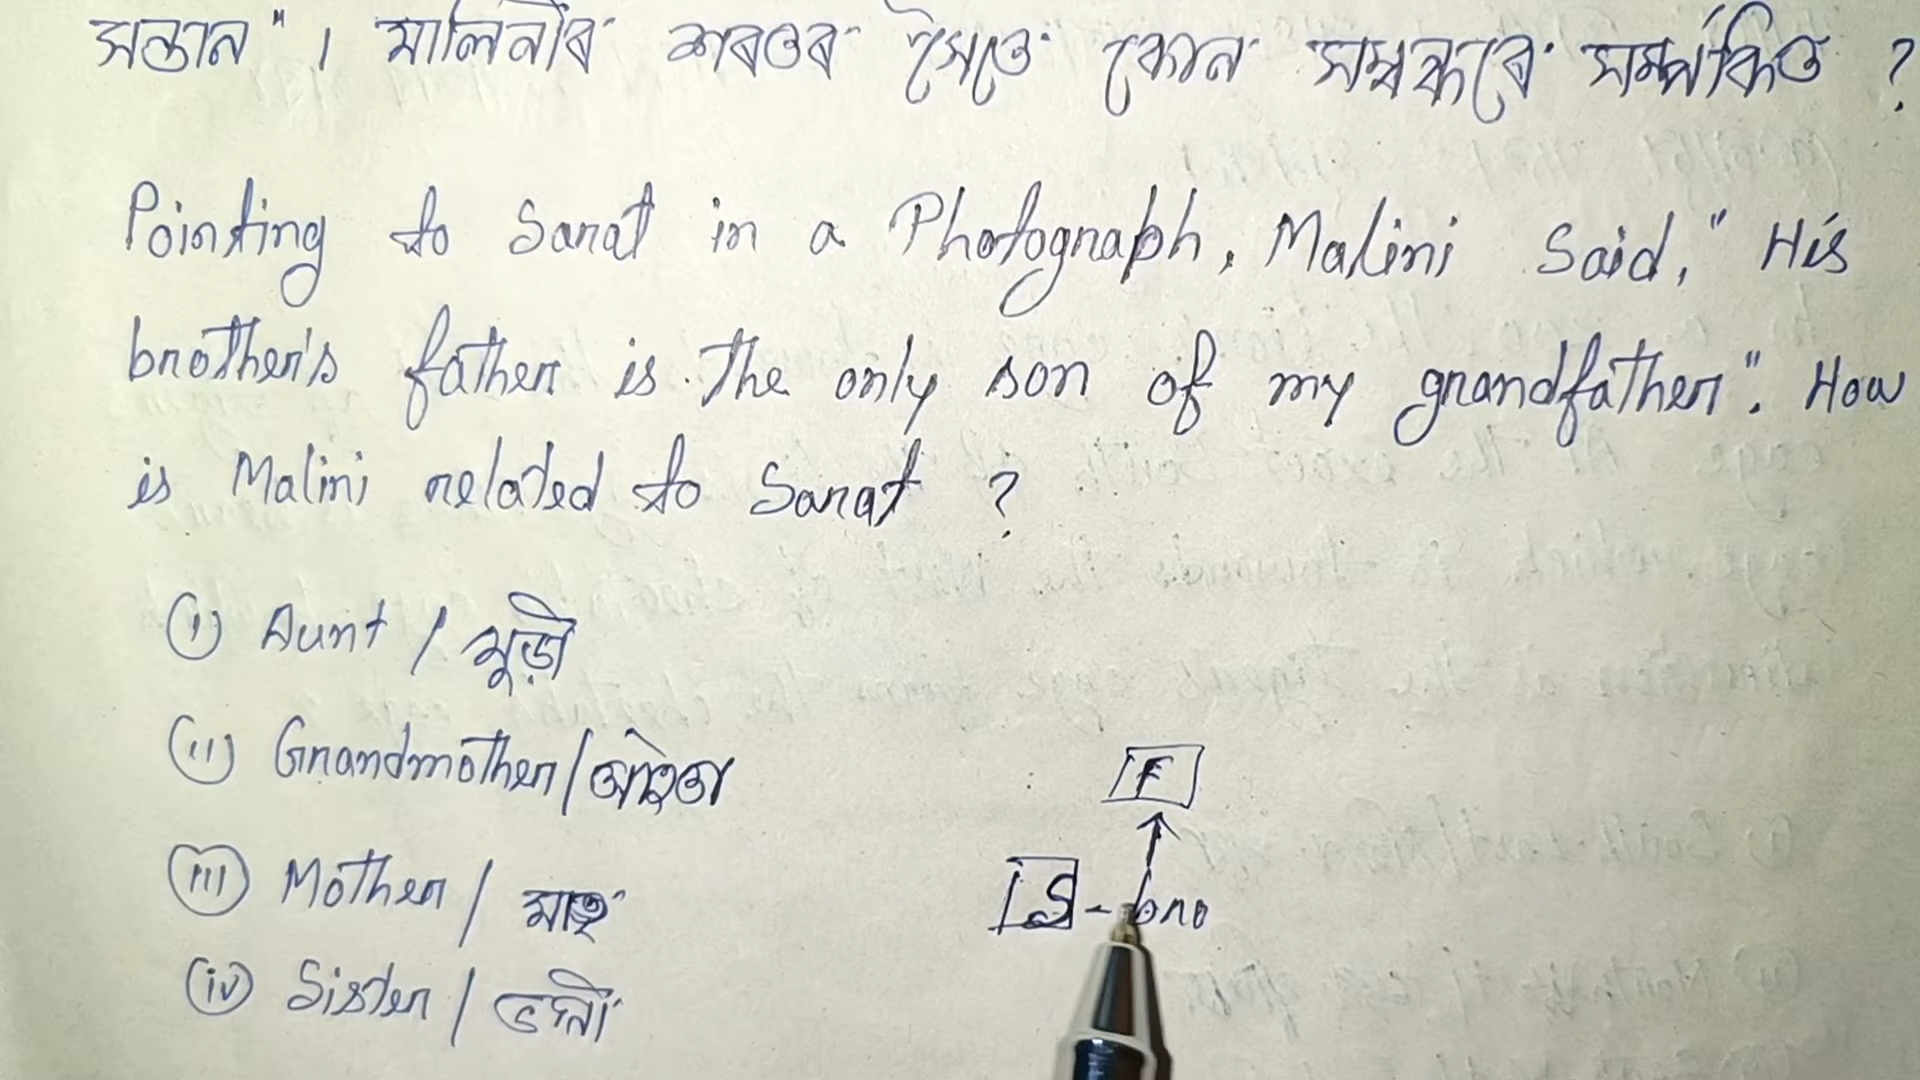 সন্তান"। মালিনীৰ শৰতৰ সৈতে কোন সম্বন্ধৰে সম্পৰ্কিত ?
Pointing to Sarat in a Photograph, Malini Said, "His
brother's father is the only son of my grandfather". How
is Malini related to Sarat ?
(i) Aunt / খুড়ী
(ii) Grandmother / আইতা
(iii) Mother / মাতৃ
(iv) Sister / ভগ্নী
F
S - bro